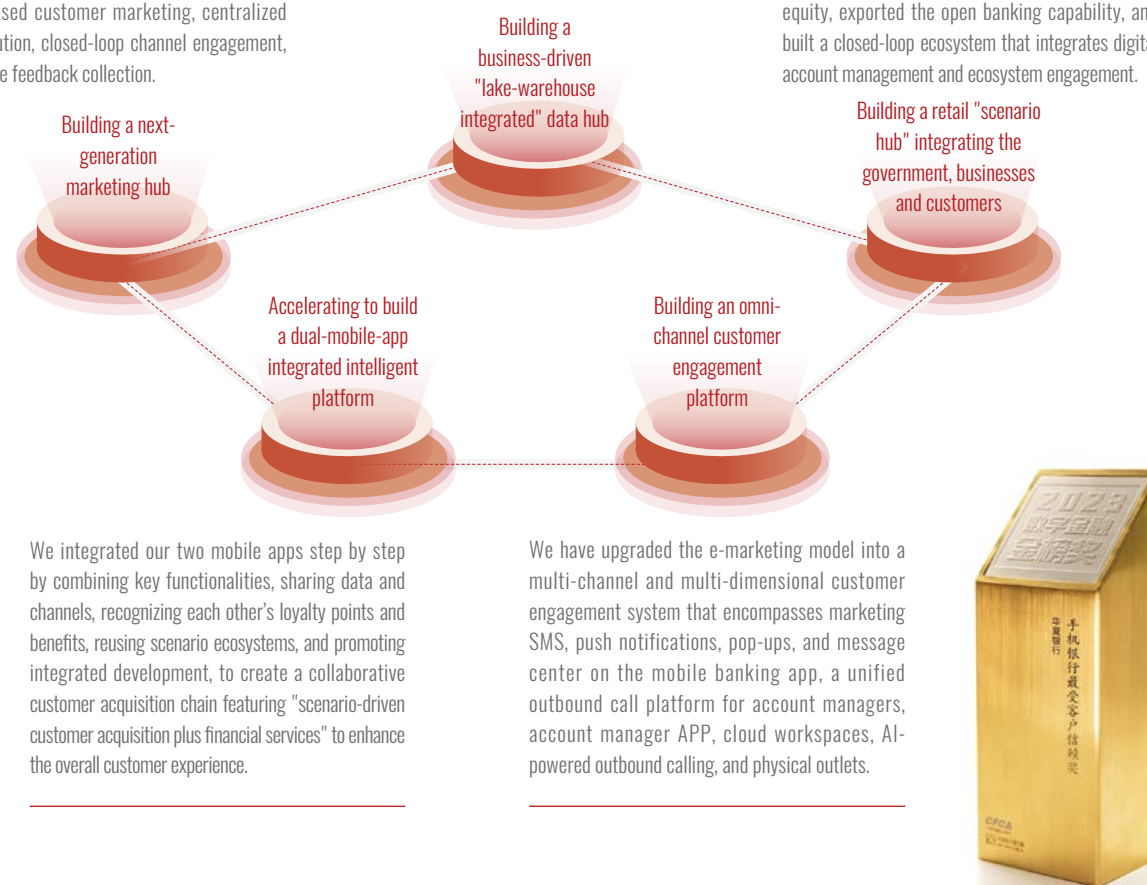 sed customer marketing, centralized
ution, closed-loop channel engagement,
e feedback collection.
equity, exported the open banking capability, an
built a closed-loop ecosystem that integrates digita
account management and ecosystem engagement.
Building a next-
generation
marketing hub
Building a
business-driven
"lake-warehouse
integrated" data hub
Building a retail "scenario
hub" integrating the
government, businesses
and customers
Accelerating to build
a dual-mobile-app
integrated intelligent
platform
Building an omni-
channel customer
engagement
platform
We integrated our two mobile apps step by step
by combining key functionalities, sharing data and
channels, recognizing each other's loyalty points and
benefits, reusing scenario ecosystems, and promoting
integrated development, to create a collaborative
customer acquisition chain featuring "scenario-driven
customer acquisition plus financial services" to enhance
the overall customer experience.
We have upgraded the e-marketing model into a
multi-channel and multi-dimensional customer
engagement system that encompasses marketing
SMS, push notifications, pop-ups, and message
center on the mobile banking app, a unified
outbound call platform for account managers,
account manager APP, cloud workspaces, AI-
powered outbound calling, and physical outlets.
2023
数字金融
金榜奖
手机银行最受客户信赖奖
华夏银行
CFCA